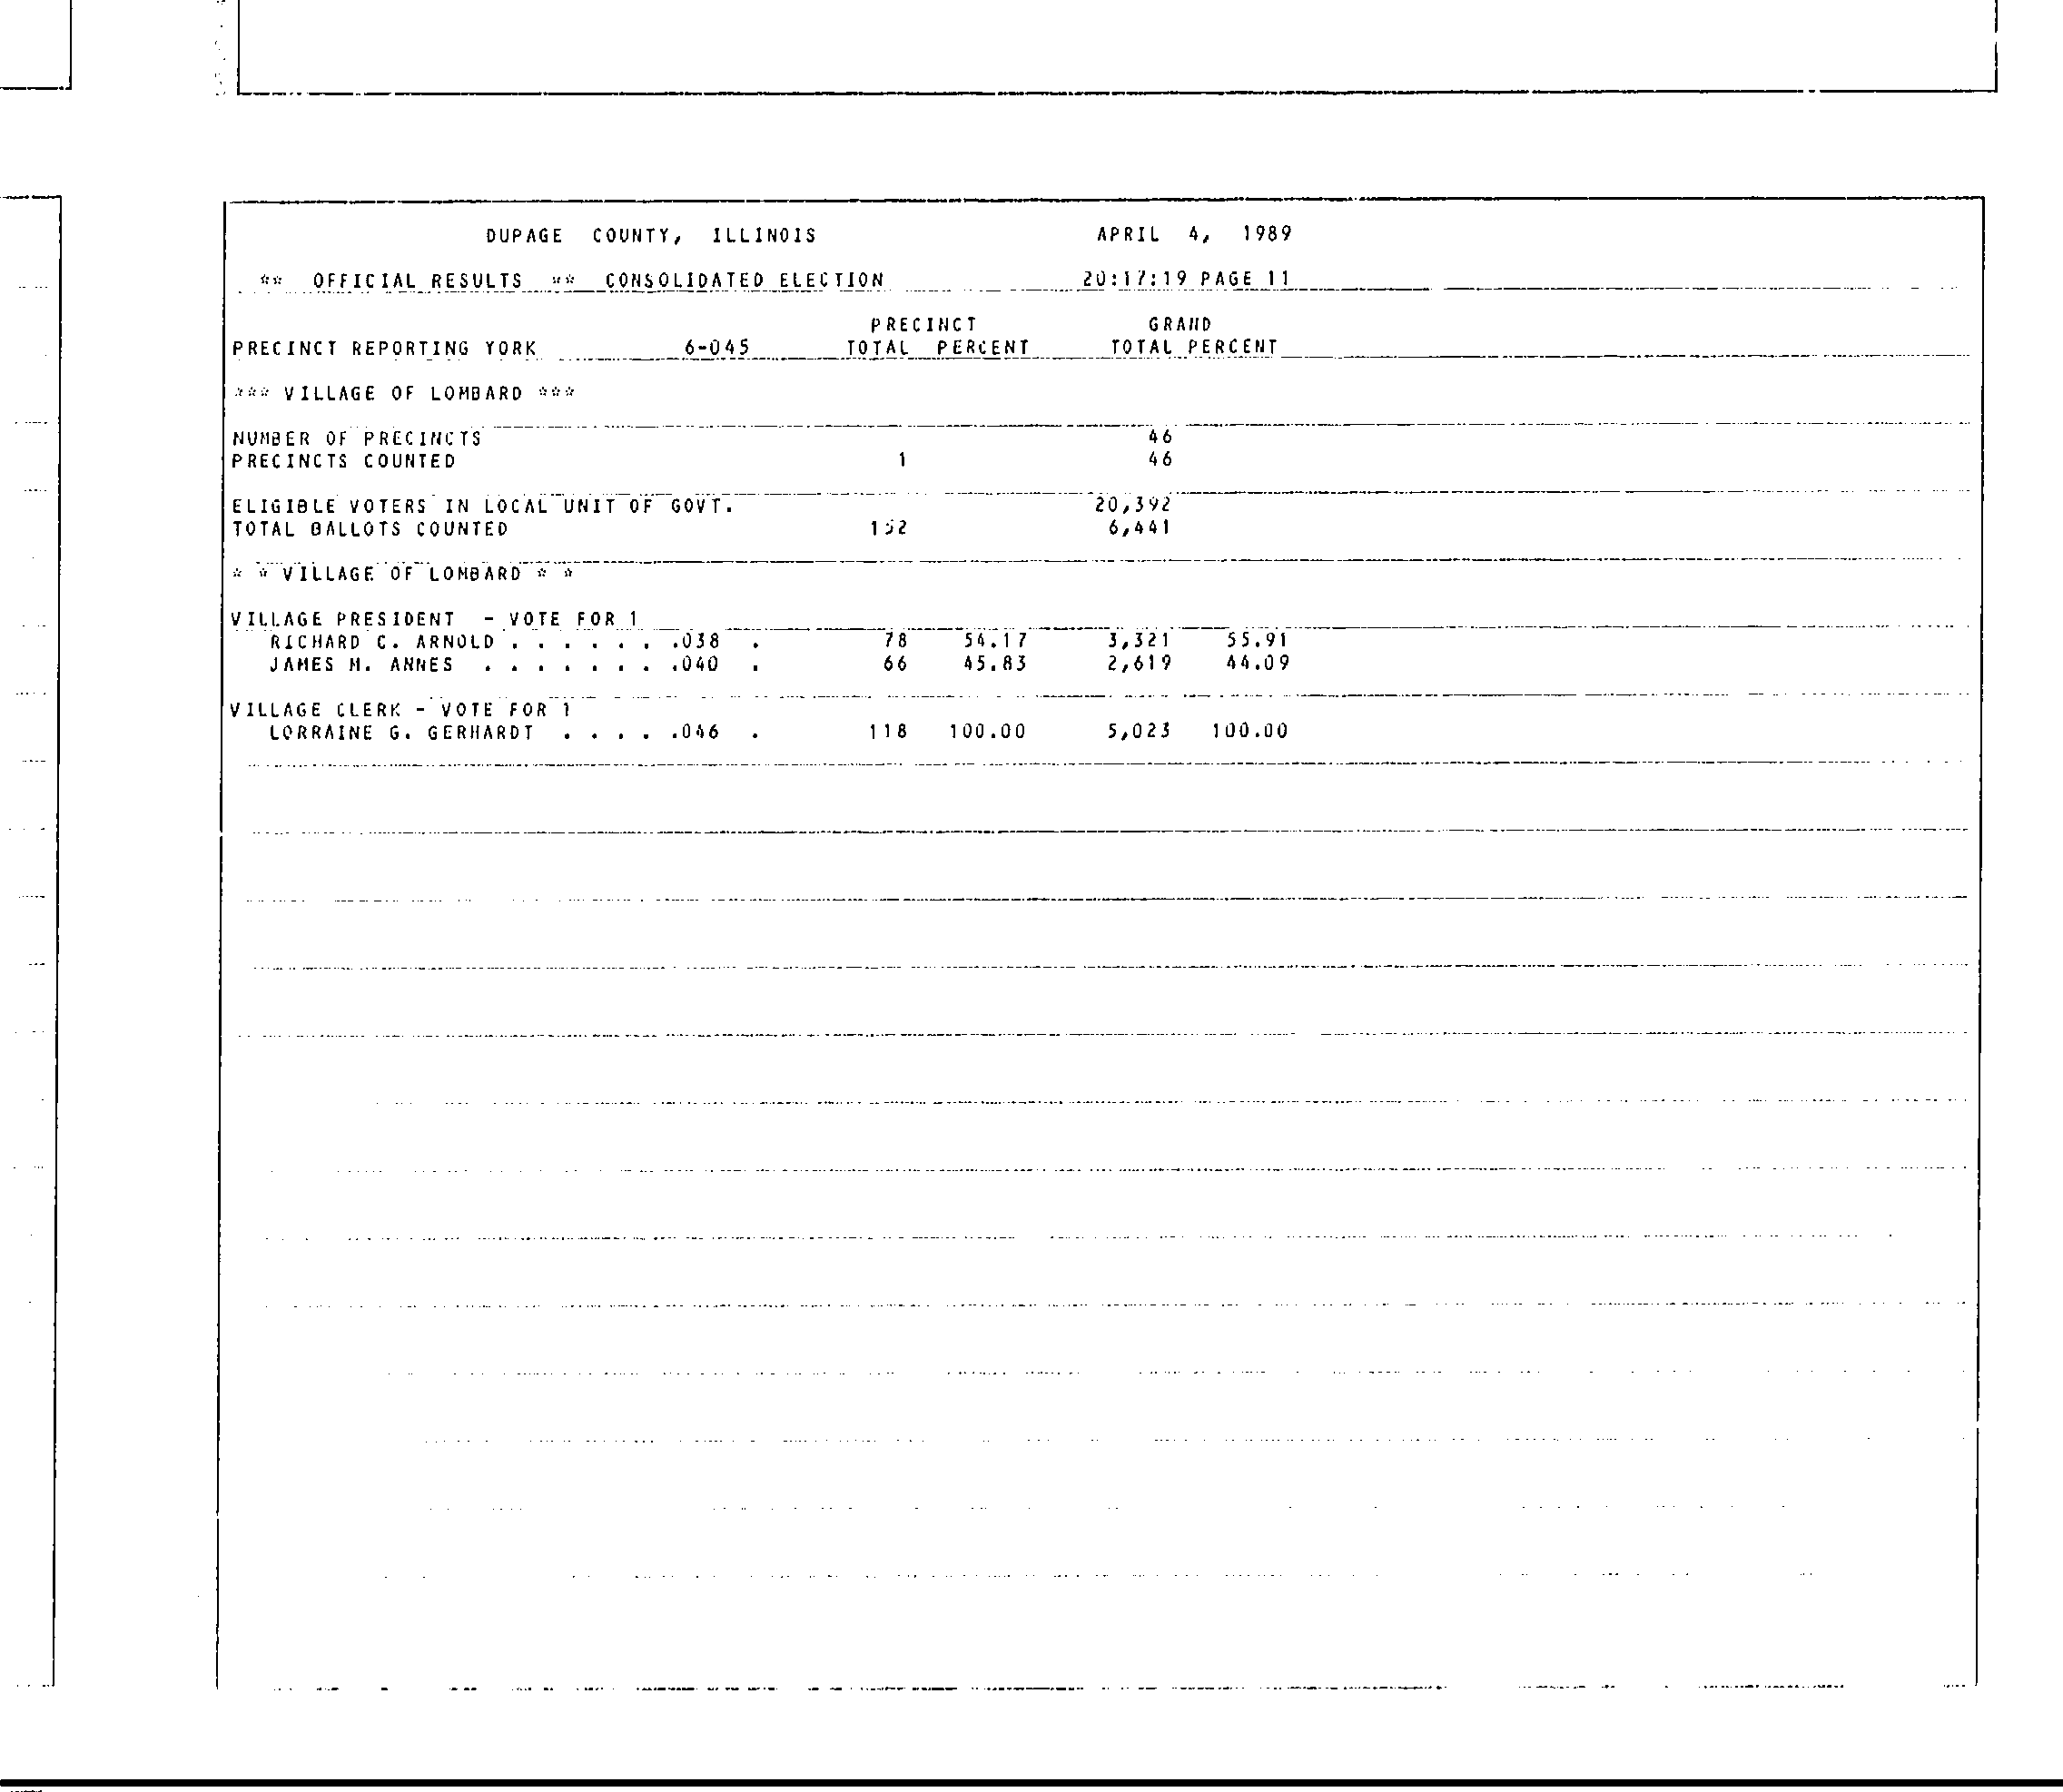 DUPAGE COUNTY, ILLINOIS APRIL 4, 1989
** OFFICIAL RESULTS ** CONSOLIDATED ELECTION 20:17:19 PAGE 11
PRECINCT GRAND
PRECINCT REPORTING YORK 6-045 TOTAL PERCENT TOTAL PERCENT
*** VILLAGE OF LOMBARD ***
NUMBER OF PRECINCTS 46
PRECINCTS COUNTED 1 46
ELIGIBLE VOTERS IN LOCAL UNIT OF GOVT. 20,392
TOTAL BALLOTS COUNTED 152 6,441
* * VILLAGE OF LOMBARD * *
VILLAGE PRESIDENT - VOTE FOR 1
RICHARD C. ARNOLD . . . . . . .038 . 78 54.17 3,321 55.91
JAMES M. ANNES . . . . . . . .040 . 66 45.83 2,619 44.09
VILLAGE CLERK - VOTE FOR 1
LORRAINE G. GERHARDT . . . . .046 . 118 100.00 5,023 100.00